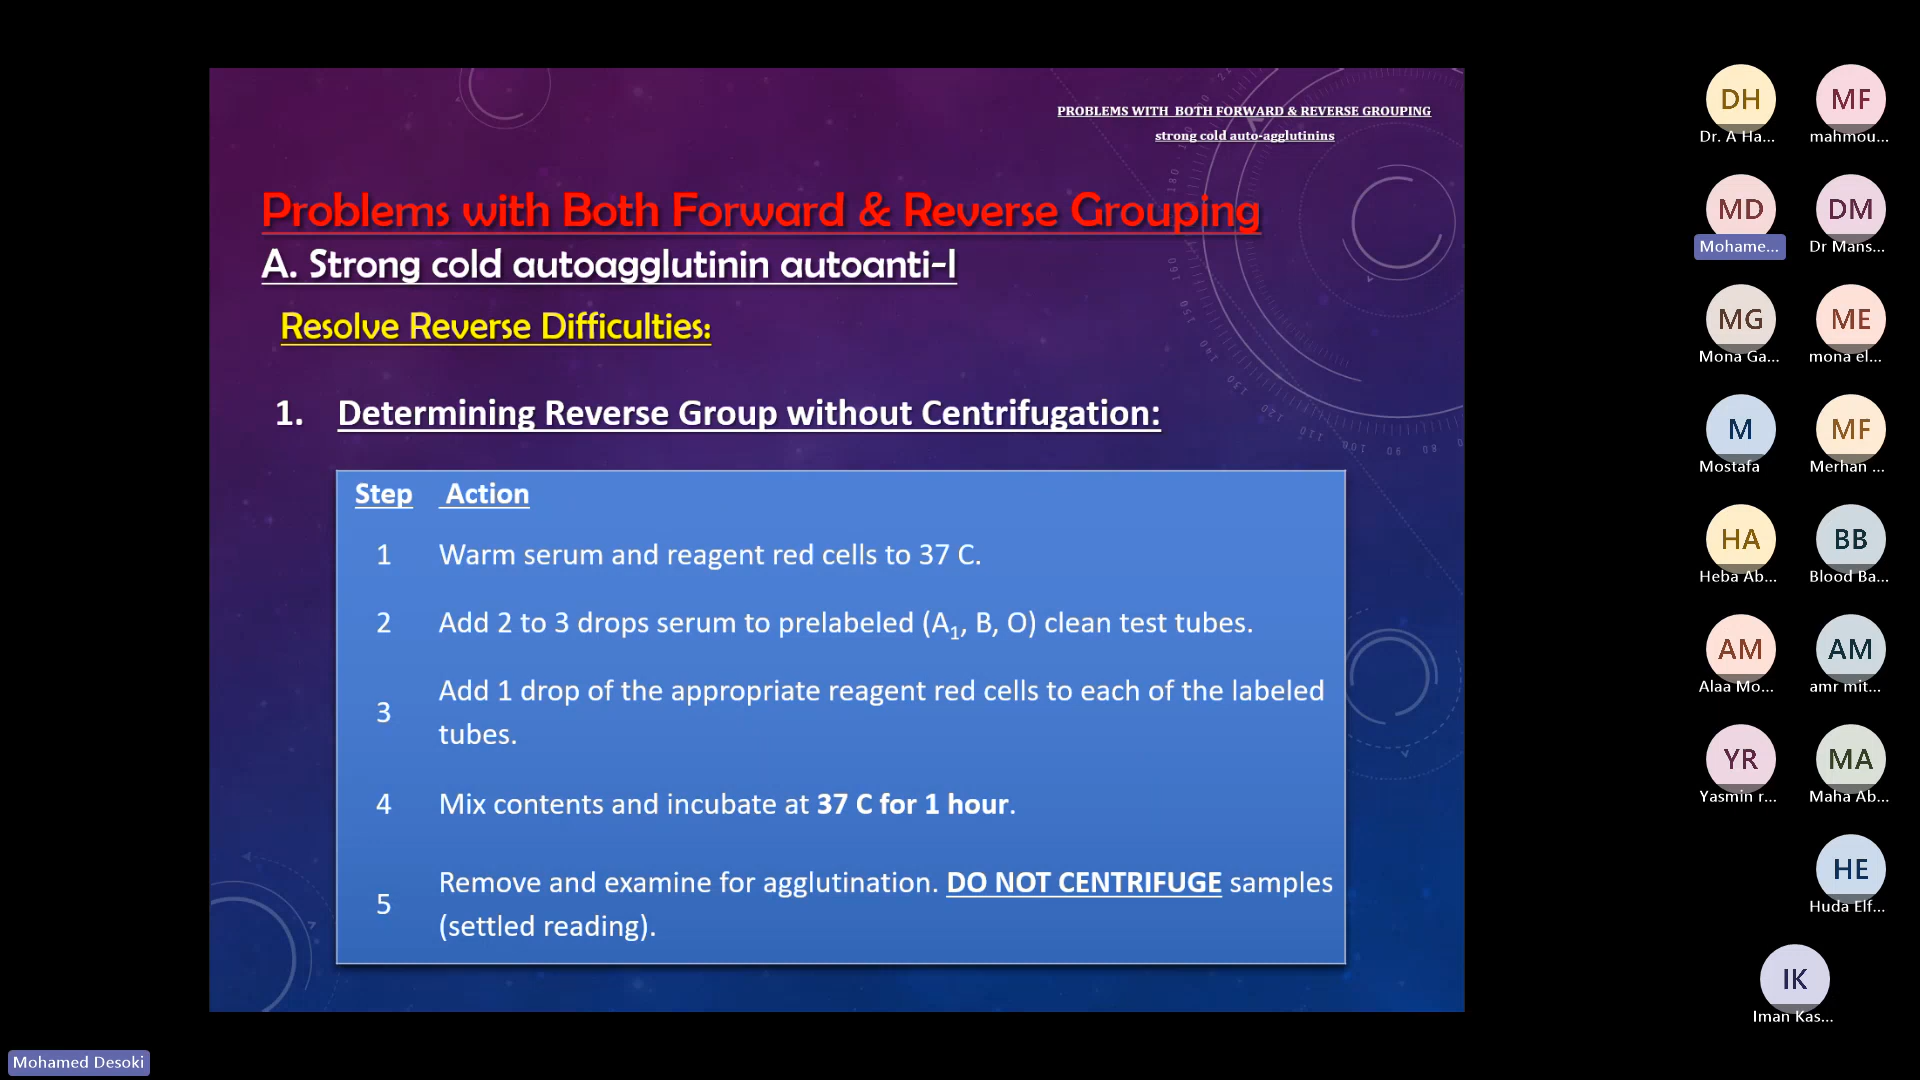 PROBLEMS WITH BOTH FORWARD & REVERSE GROUPING
strong cold auto-agglutinins
Problems with Both Forward & Reverse Grouping
A. Strong cold autoagglutinin autoanti-I
Resolve Reverse Difficulties:
1. Determining Reverse Group without Centrifugation:
Step Action
1 Warm serum and reagent red cells to 37 C.
2 Add 2 to 3 drops serum to prelabeled (A1, B, O) clean test tubes.
3 Add 1 drop of the appropriate reagent red cells to each of the labeled
tubes.
4 Mix contents and incubate at 37 C for 1 hour.
5 Remove and examine for agglutination. DO NOT CENTRIFUGE samples
(settled reading).
DH MF
Dr. A Ha... mahmou...
MD DM
Mohame... Dr Mans...
MG ME
Mona Ga... mona el...
M MF
Mostafa Merhan ...
HA BB
Heba Ab... Blood Ba...
AM AM
Alaa Mo... amr mit...
YR MA
Yasmin r... Maha Ab...
HE
Huda Elf...
IK
Iman Kas...
Mohamed Desoki